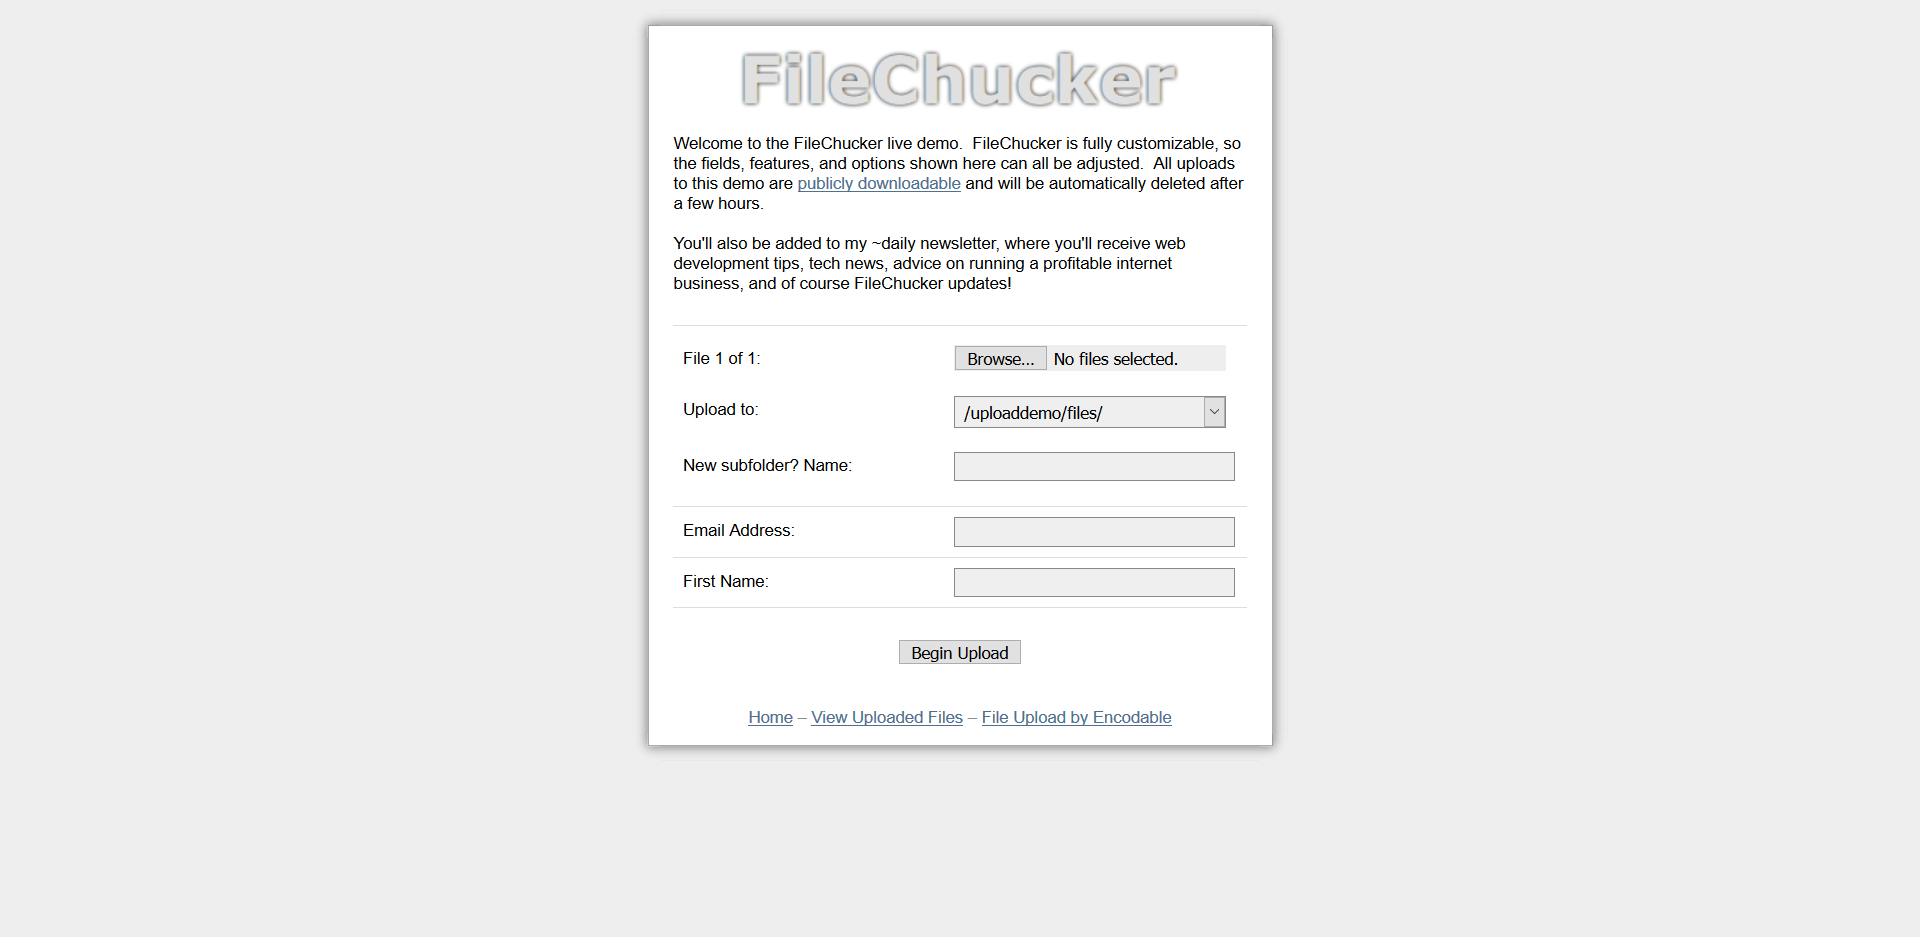 FileChucker
Welcome to the FileChucker live demo.  FileChucker is fully customizable, so
the fields, features, and options shown here can all be adjusted.  All uploads
to this demo are publicly downloadable and will be automatically deleted after
a few hours.
You'll also be added to my ~daily newsletter, where you'll receive web
development tips, tech news, advice on running a profitable internet
business, and of course FileChucker updates!
File 1 of 1:
Browse... No files selected.
Upload to:
/uploaddemo/files/
New subfolder? Name:
Email Address:
First Name:
Begin Upload
Home – View Uploaded Files – File Upload by Encodable